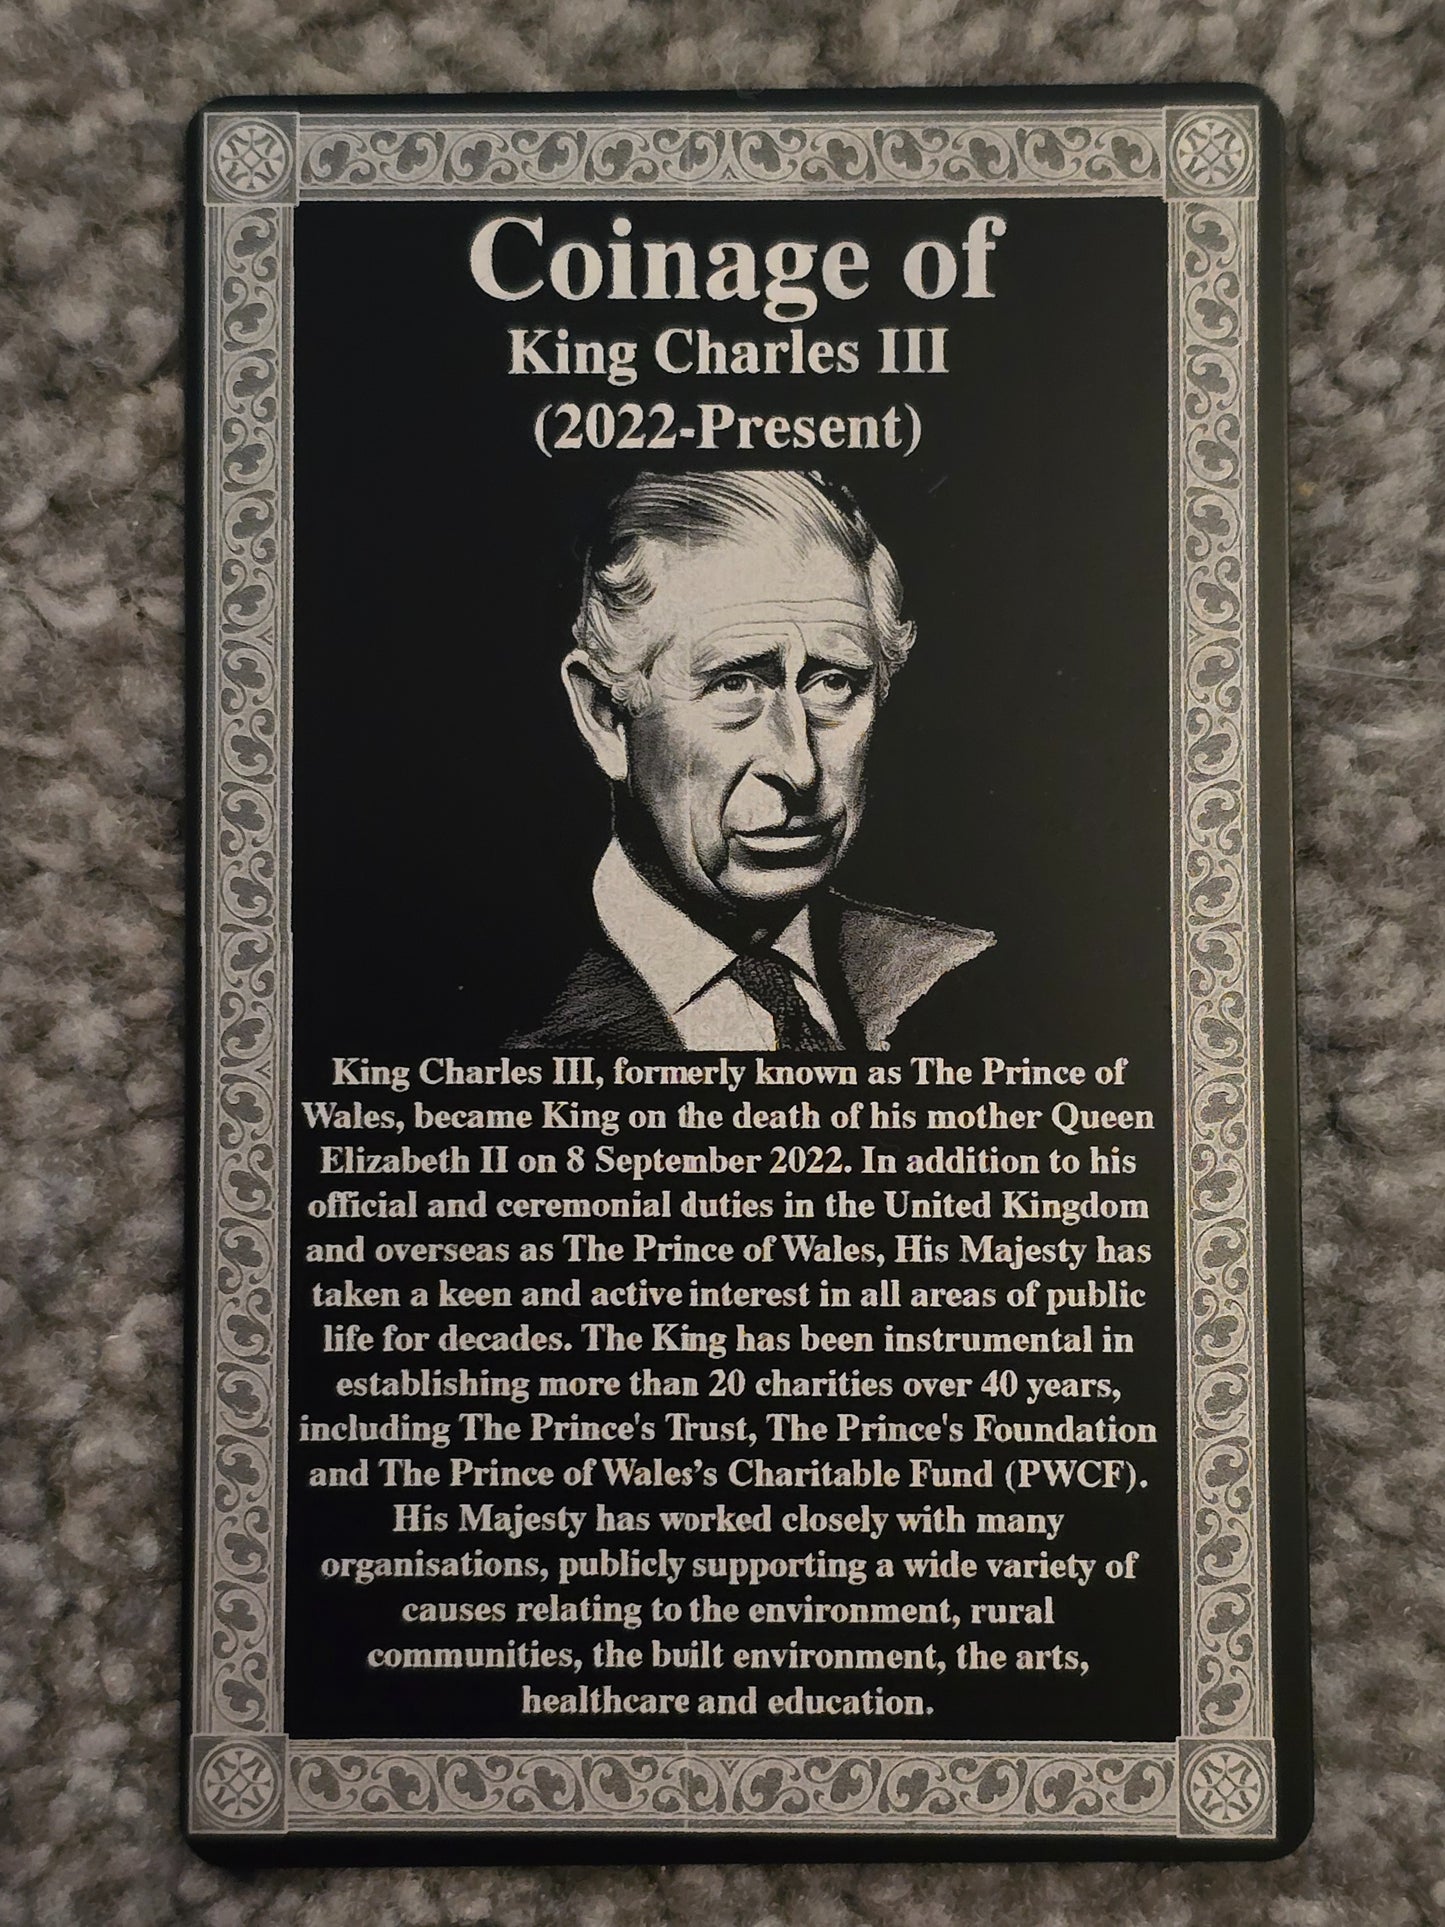 Coinage of
King Charles III
(2022-Present)
King Charles III, formerly known as The Prince of
Wales, became King on the death of his mother Queen
Elizabeth II on 8 September 2022. In addition to his
official and ceremonial duties in the United Kingdom
and overseas as The Prince of Wales, His Majesty has
taken a keen and active interest in all areas of public
life for decades. The King has been instrumental in
establishing more than 20 charities over 40 years,
including The Prince's Trust, The Prince's Foundation
and The Prince of Wales’s Charitable Fund (PWCF).
His Majesty has worked closely with many
organisations, publicly supporting a wide variety of
causes relating to the environment, rural
communities, the built environment, the arts,
healthcare and education.